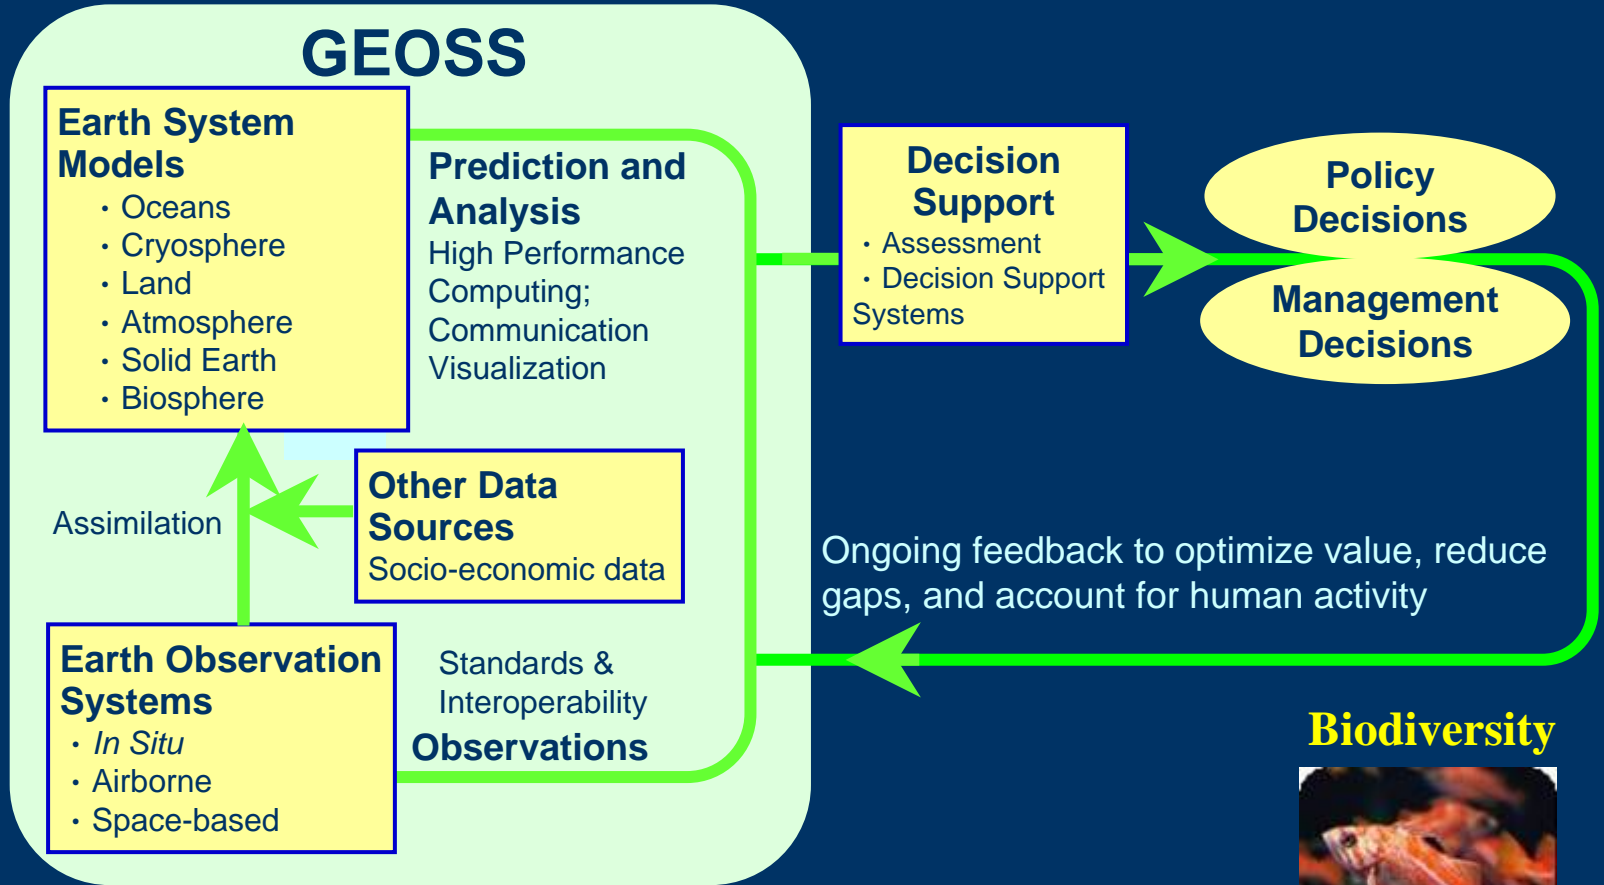 GEOSS
Earth System
Models
・Oceans
・Cryosphere
・Land
・Atmosphere
・Solid Earth
・Biosphere
Prediction and
Analysis
High Performance
Computing;
Communication
Visualization
Decision
Support
・Assessment
・Decision Support
Systems
Policy
Decisions
Management
Decisions
Assimilation
Other Data
Sources
Socio-economic data
Ongoing feedback to optimize value, reduce
gaps, and account for human activity
Earth Observation
Systems
・In Situ
・Airborne
・Space-based
Standards &
Interoperability
Observations
Biodiversity